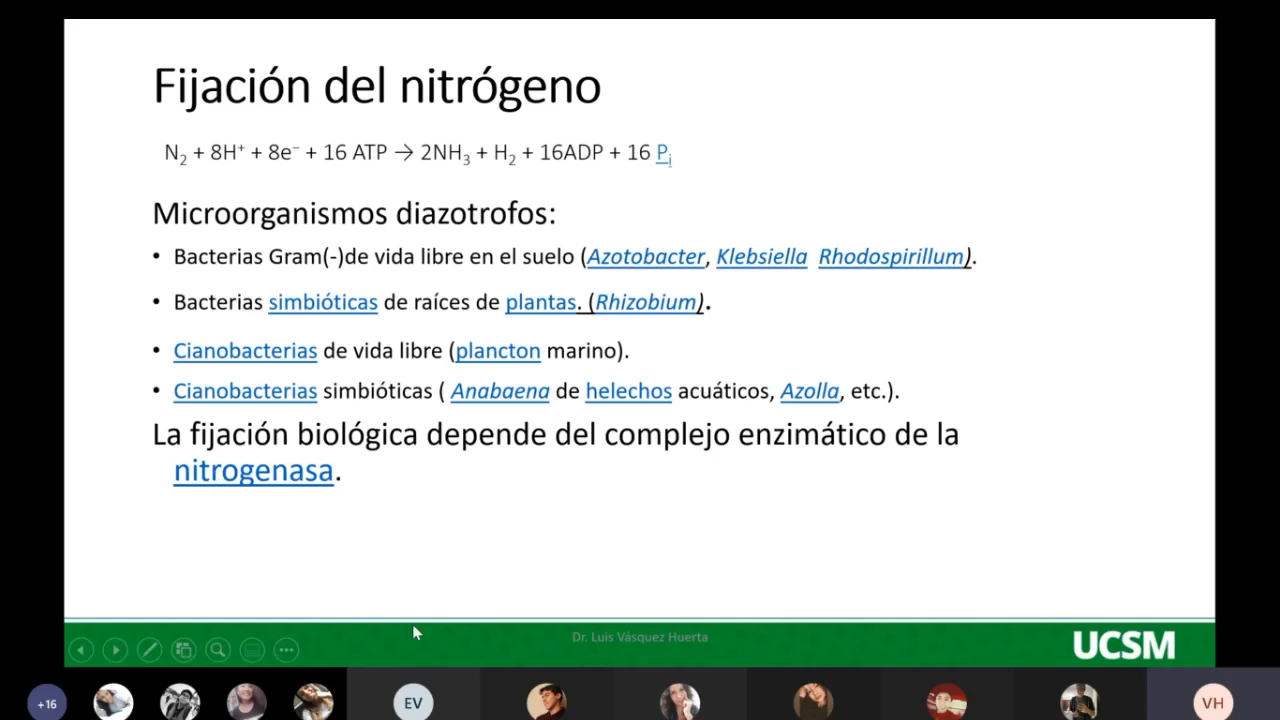 Fijación del nitrógeno
N₂ + 8H⁺ + 8e⁻ + 16 ATP → 2NH₃ + H₂ + 16ADP + 16 Pᵢ
Microorganismos diazotrofos:
• Bacterias Gram(-)de vida libre en el suelo (Azotobacter, Klebsiella Rhodospirillum).
• Bacterias simbióticas de raíces de plantas. (Rhizobium).
• Cianobacterias de vida libre (plancton marino).
• Cianobacterias simbióticas ( Anabaena de helechos acuáticos, Azolla, etc.).
La fijación biológica depende del complejo enzimático de la
nitrogenasa.
Dr. Luis Vásquez Huerta
UCSM
+16
EV
VH